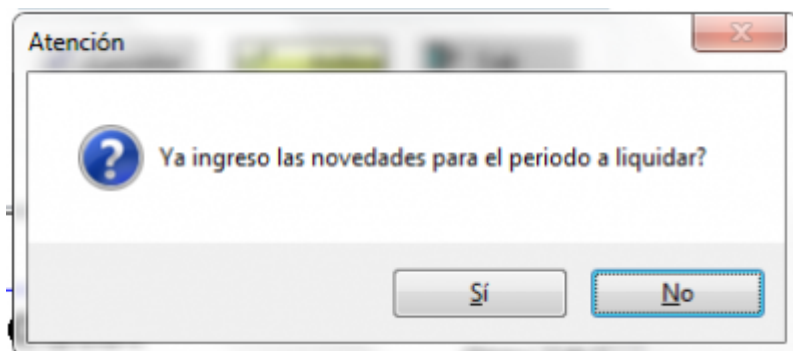 Atención
Ya ingreso las novedades para el periodo a liquidar?
Sí
No